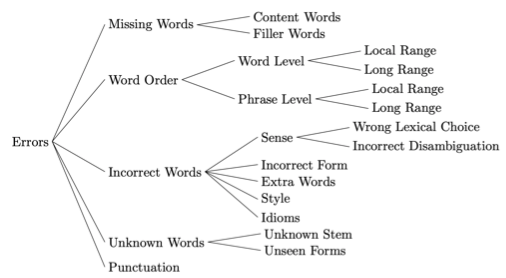 Errors
Missing Words
Content Words
Filler Words
Word Order
Word Level
Local Range
Long Range
Phrase Level
Local Range
Long Range
Incorrect Words
Sense
Wrong Lexical Choice
Incorrect Disambiguation
Incorrect Form
Extra Words
Style
Idioms
Unknown Words
Unknown Stem
Unseen Forms
Punctuation